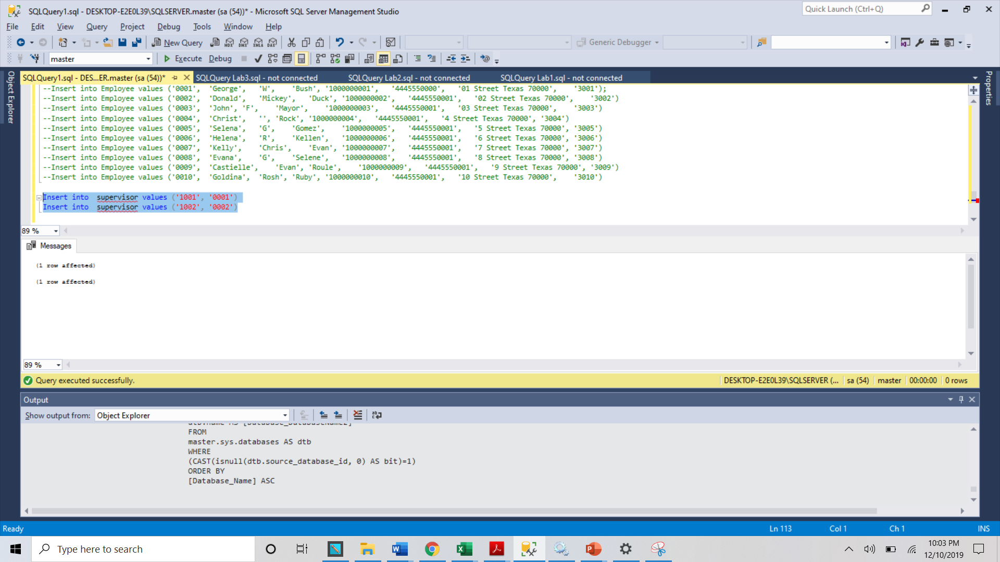 SQLQuery1.sql - DESKTOP-E2E0L39\SQLSERVER.master (sa (54))* - Microsoft SQL Server Management Studio
Quick Launch (Ctrl+Q)
File Edit View Query Project Debug Tools Window Help
New Query MDX DMX XMLA DAX Generic Debugger
master Execute Debug
Object Explorer
Properties
SQLQuery1.sql - DES...ER.master (sa (54))* SQLQuery Lab3.sql - not connected SQLQuery Lab2.sql - not connected SQLQuery Lab1.sql - not connected
--Insert into Employee values ('0001', 'George', 'W', 'Bush', '1000000001', '4445550000', '01 Street Texas 70000', '3001');
--Insert into Employee values ('0002', 'Donald', 'Mickey', 'Duck', '1000000002', '4445550001', '02 Street Texas 70000', '3002')
--Insert into Employee values ('0003', 'John', 'F', 'Mayor', '1000000003', '4445550001', '03 Street Texas 70000', '3003')
--Insert into Employee values ('0004', 'Christ', '', 'Rock', '1000000004', '4445550001', '4 Street Texas 70000', '3004')
--Insert into Employee values ('0005', 'Selena', 'G', 'Gomez', '1000000005', '4445550001', '5 Street Texas 70000', '3005')
--Insert into Employee values ('0006', 'Helena', 'R', 'Kellen', '1000000006', '4445550001', '6 Street Texas 70000', '3006')
--Insert into Employee values ('0007', 'Kelly', 'Chris', 'Evan', '1000000007', '4445550001', '7 Street Texas 70000', '3007')
--Insert into Employee values ('0008', 'Evana', 'G', 'Selene', '1000000008', '4445550001', '8 Street Texas 70000', '3008')
--Insert into Employee values ('0009', 'Castielle', 'Evan', 'Roule', '1000000009', '4445550001', '9 Street Texas 70000', '3009')
--Insert into Employee values ('0010', 'Goldina', 'Rosh', 'Ruby', '1000000010', '4445550001', '10 Street Texas 70000', '3010')
Insert into supervisor values ('1001', '0001')
Insert into supervisor values ('1002', '0002')
89 %
Messages
(1 row affected)
(1 row affected)
89 %
Query executed successfully. DESKTOP-E2E0L39\SQLSERVER (... sa (54) master 00:00:00 0 rows
Output
Show output from: Object Explorer
FROM
master.sys.databases AS dtb
WHERE
(CAST(isnull(dtb.source_database_id, 0) AS bit)=1)
ORDER BY
[Database_Name] ASC
Ready Ln 113 Col 1 Ch 1 INS
Type here to search
10:03 PM
12/10/2019